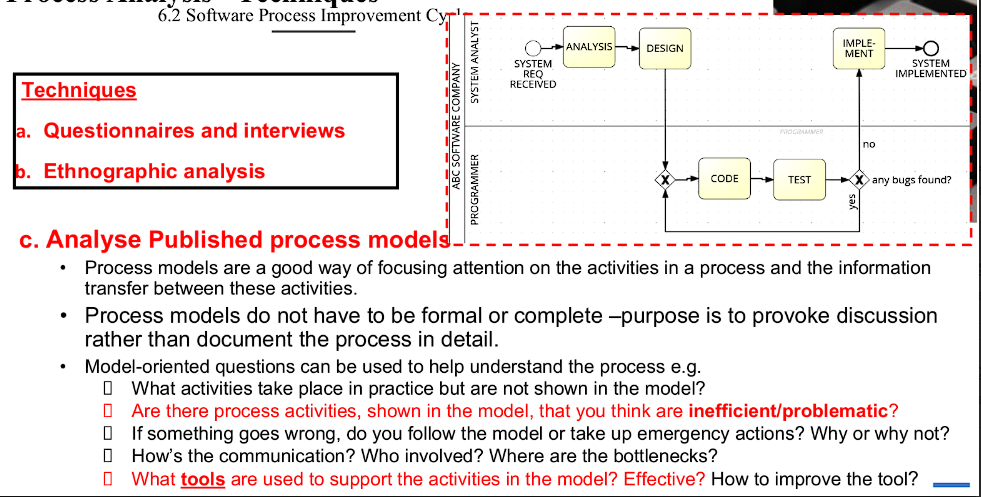 Process Analysis - Techniques
6.2 Software Process Improvement Cycle
Techniques
a. Questionnaires and interviews
b. Ethnographic analysis
ABC SOFTWARE COMPANY
SYSTEM ANALYST
SYSTEM
REQ
RECEIVED
ANALYSIS
DESIGN
IMPLE-
MENT
SYSTEM
IMPLEMENTED
PROGRAMMER
PROGRAMMER
X
CODE
TEST
X
any bugs found?
no
yes
c. Analyse Published process models
• Process models are a good way of focusing attention on the activities in a process and the information
transfer between these activities.
• Process models do not have to be formal or complete –purpose is to provoke discussion
rather than document the process in detail.
• Model-oriented questions can be used to help understand the process e.g.
What activities take place in practice but are not shown in the model?
Are there process activities, shown in the model, that you think are inefficient/problematic?
If something goes wrong, do you follow the model or take up emergency actions? Why or why not?
How’s the communication? Who involved? Where are the bottlenecks?
What tools are used to support the activities in the model? Effective? How to improve the tool?